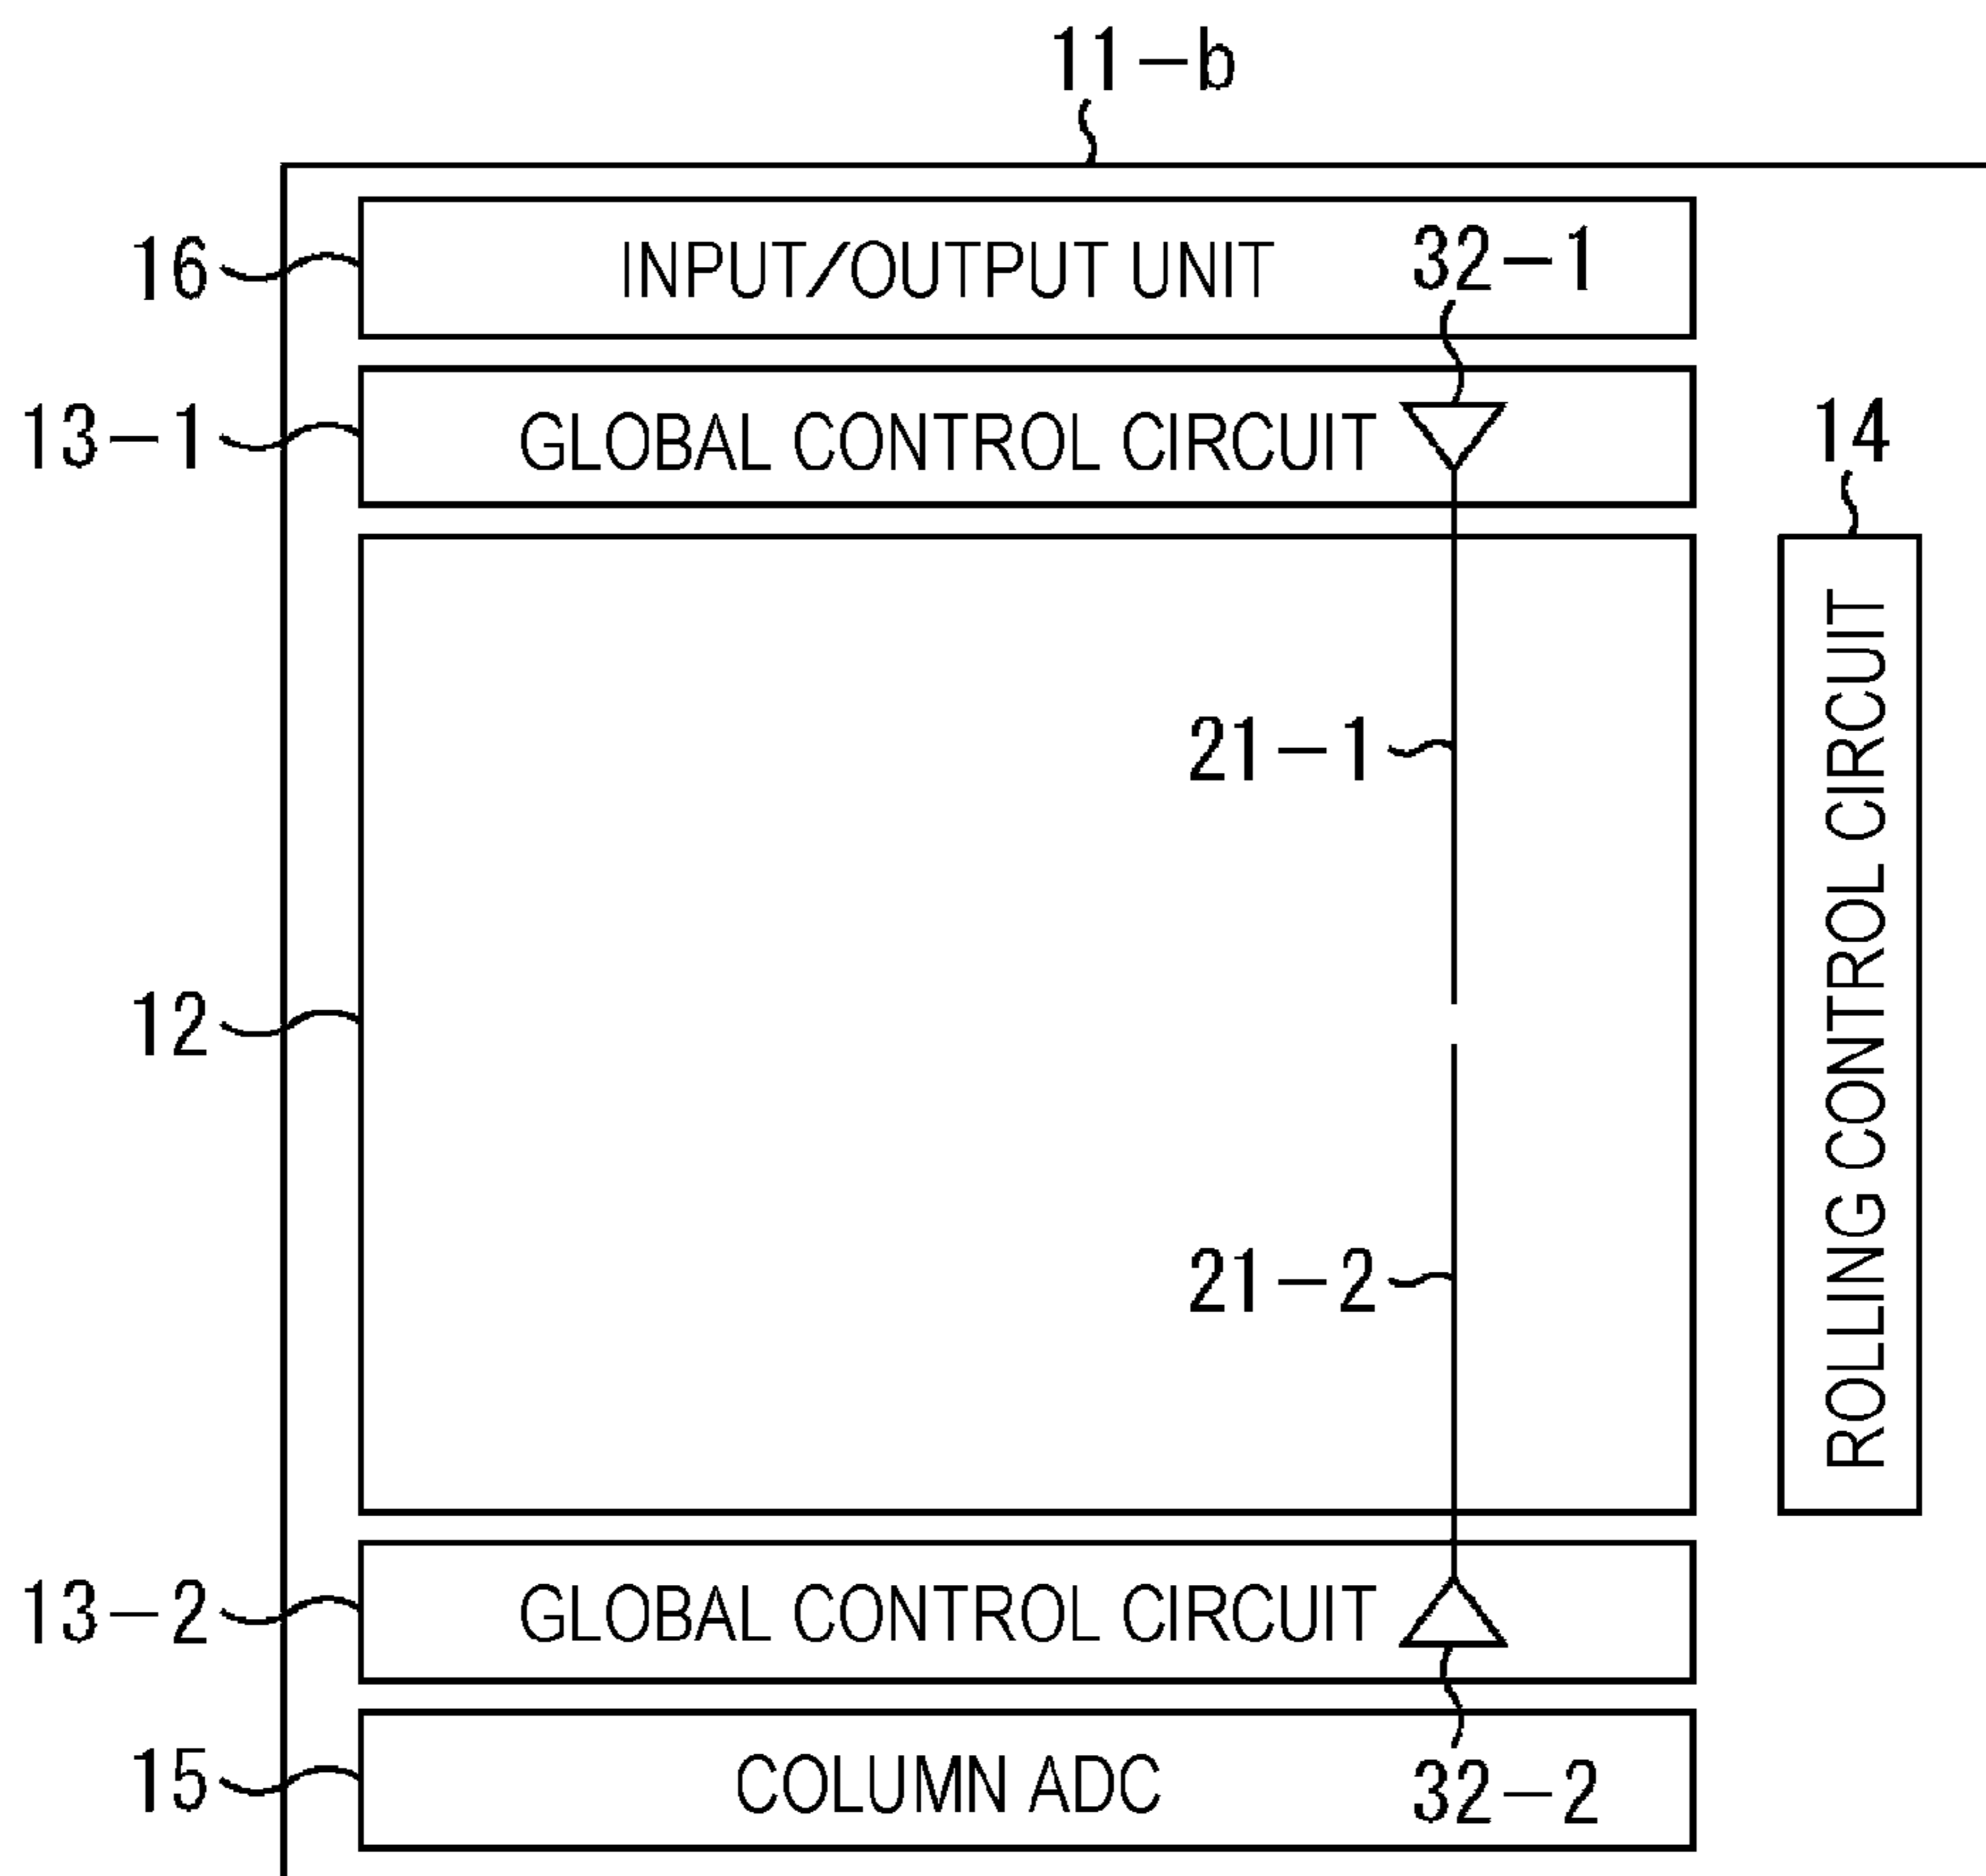 11-b
16
INPUT/OUTPUT UNIT
32-1
13-1
GLOBAL CONTROL CIRCUIT
14
21-1
ROLLING CONTROL CIRCUIT
12
21-2
13-2
GLOBAL CONTROL CIRCUIT
15
COLUMN ADC
32-2